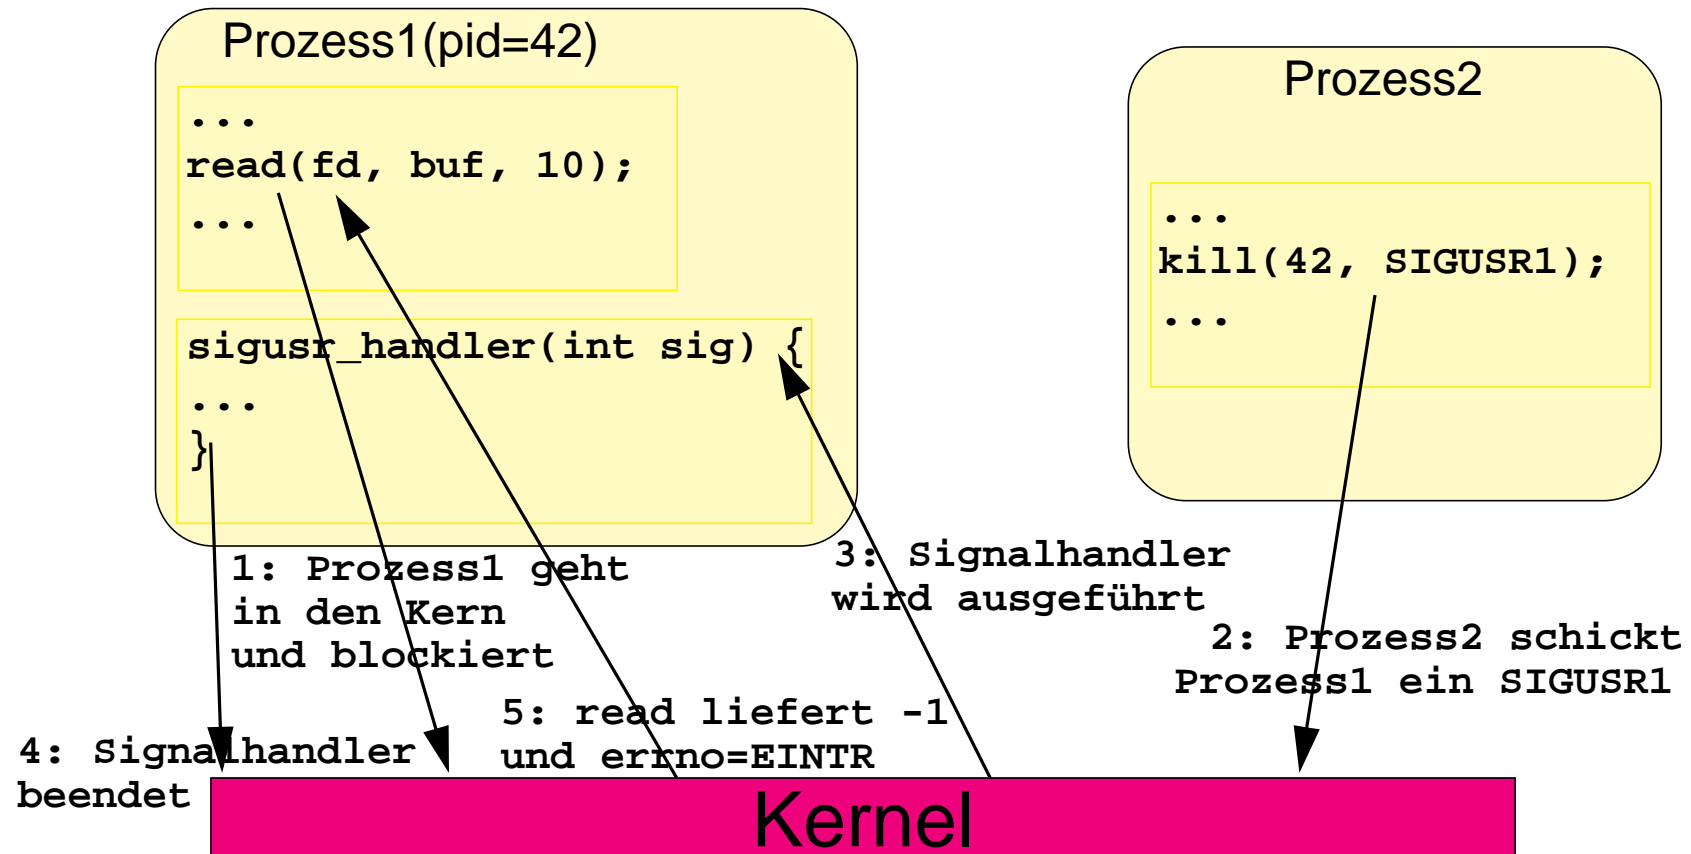 Prozess1(pid=42)
...
read(fd, buf, 10);
...
sigusr_handler(int sig) {
...
}
Prozess2
...
kill(42, SIGUSR1);
...
1: Prozess1 geht
in den Kern
und blockiert
3: Signalhandler
wird ausgeführt
2: Prozess2 schickt
Prozess1 ein SIGUSR1
5: read liefert -1
und errno=EINTR
4: Signalhandler
beendet
Kernel